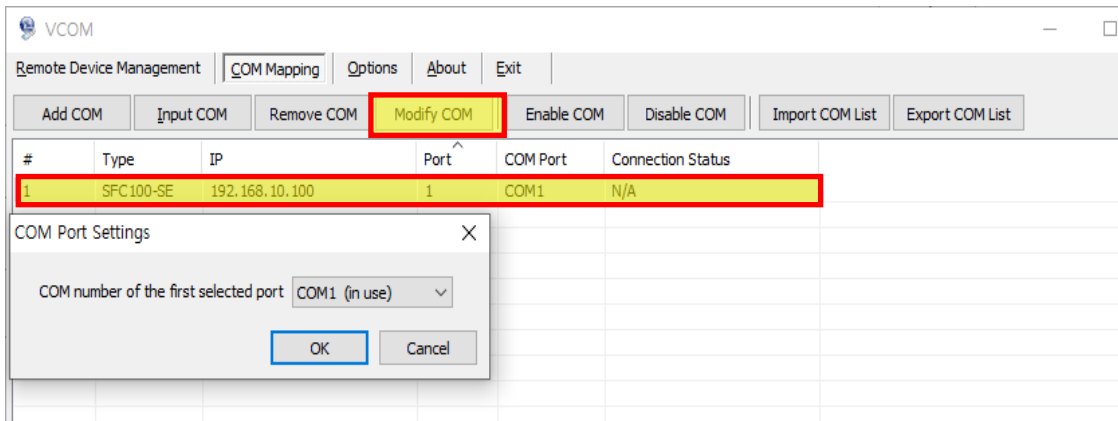 VCOM
Remote Device Management COM Mapping Options About Exit
Add COM Input COM Remove COM Modify COM Enable COM Disable COM Import COM List Export COM List
# Type IP Port COM Port Connection Status
1 SFC100-SE 192.168.10.100 1 COM1 N/A
COM Port Settings
COM number of the first selected port COM1 (in use)
OK Cancel